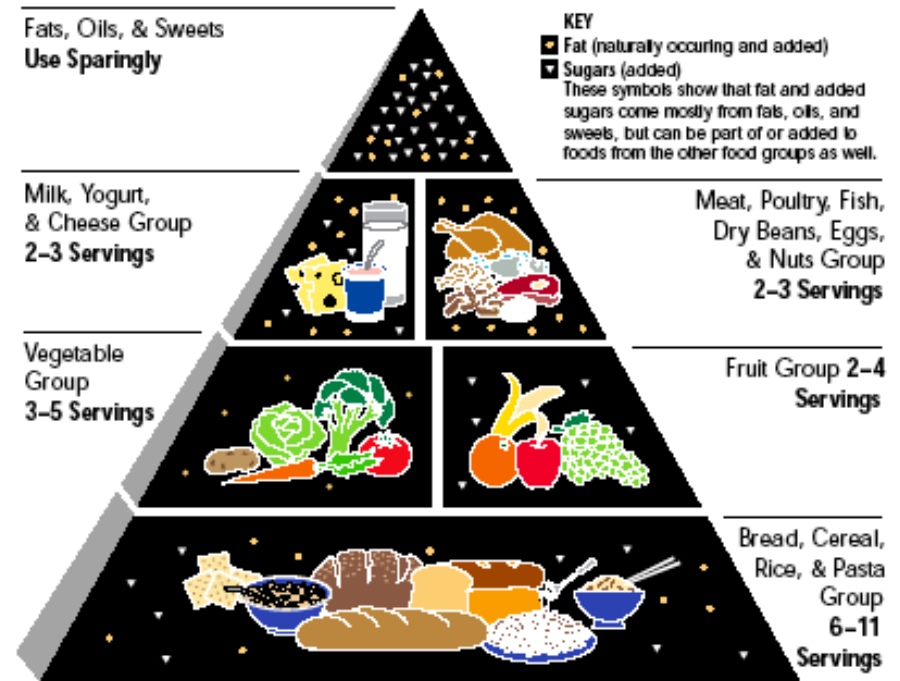 Fats, Oils, & Sweets
Use Sparingly
KEY
Fat (naturally occuring and added)
Sugars (added)
These symbols show that fat and added
sugars come mostly from fats, oils, and
sweets, but can be part of or added to
foods from the other food groups as well.
Milk, Yogurt,
& Cheese Group
2–3 Servings
Meat, Poultry, Fish,
Dry Beans, Eggs,
& Nuts Group
2–3 Servings
Vegetable
Group
3–5 Servings
Fruit Group 2–4
Servings
Bread, Cereal,
Rice, & Pasta
Group
6–11
Servings